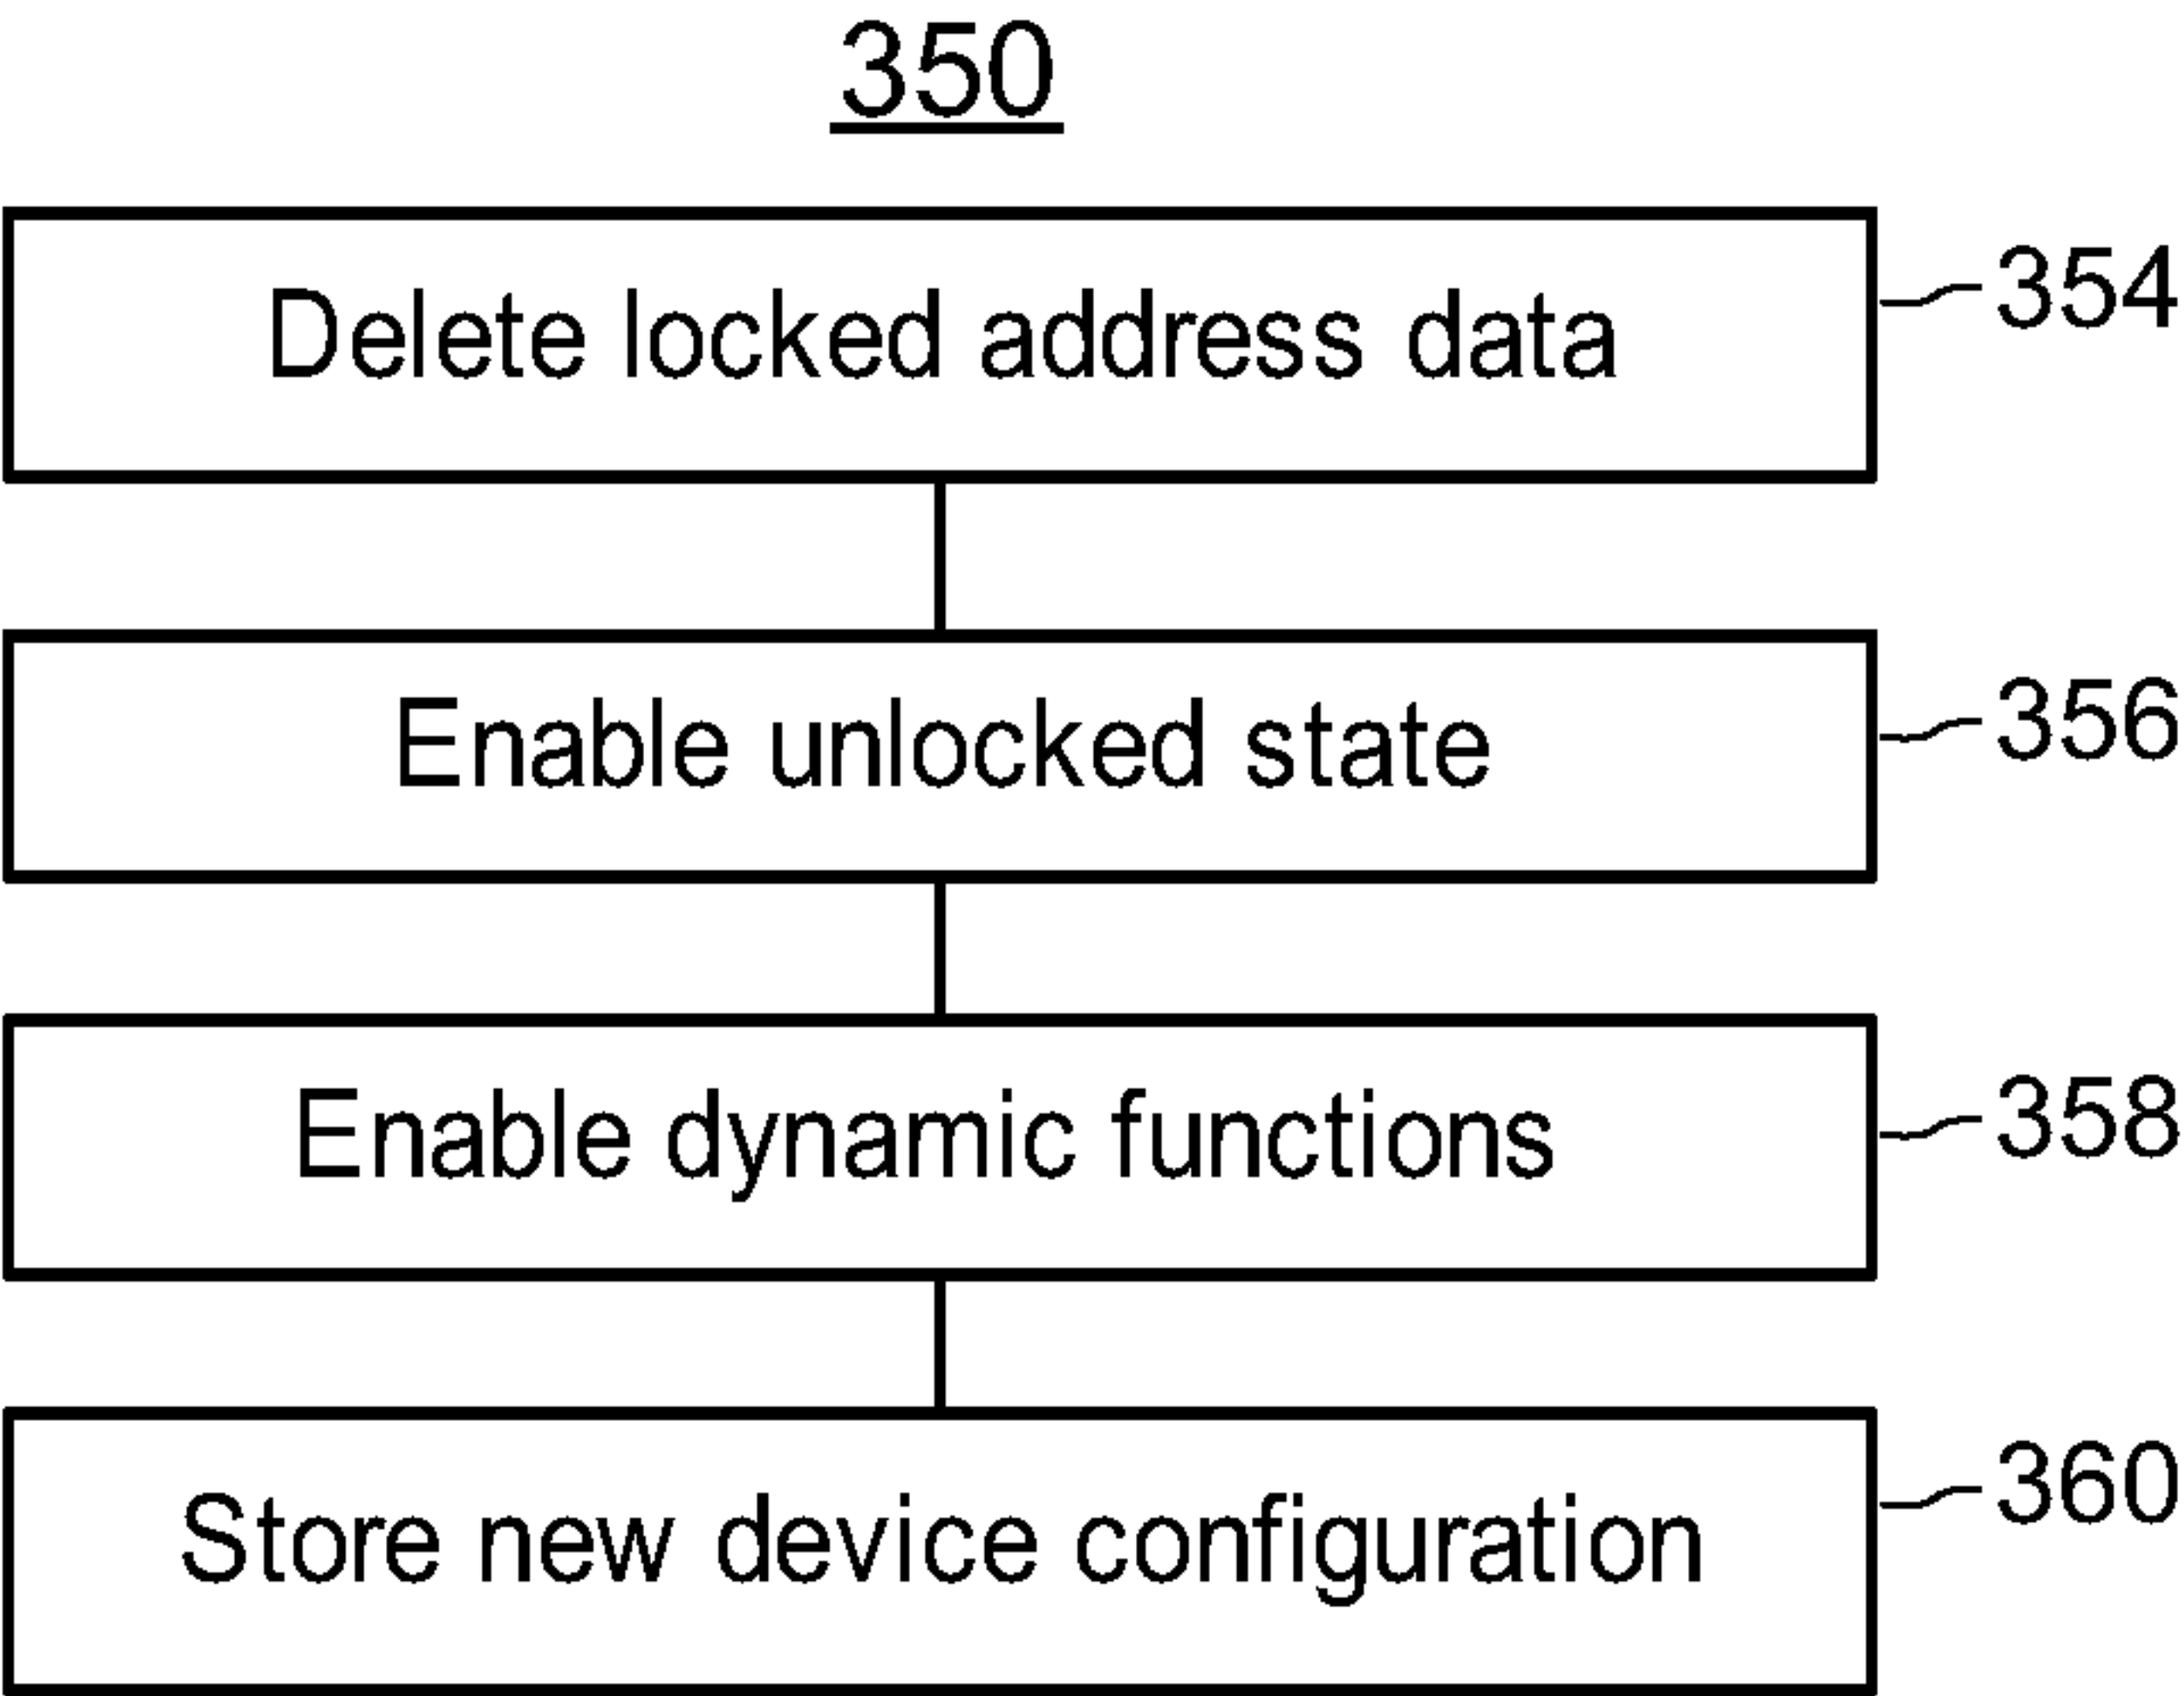 350
Delete locked address data
354
Enable unlocked state
356
Enable dynamic functions
358
Store new device configuration
360